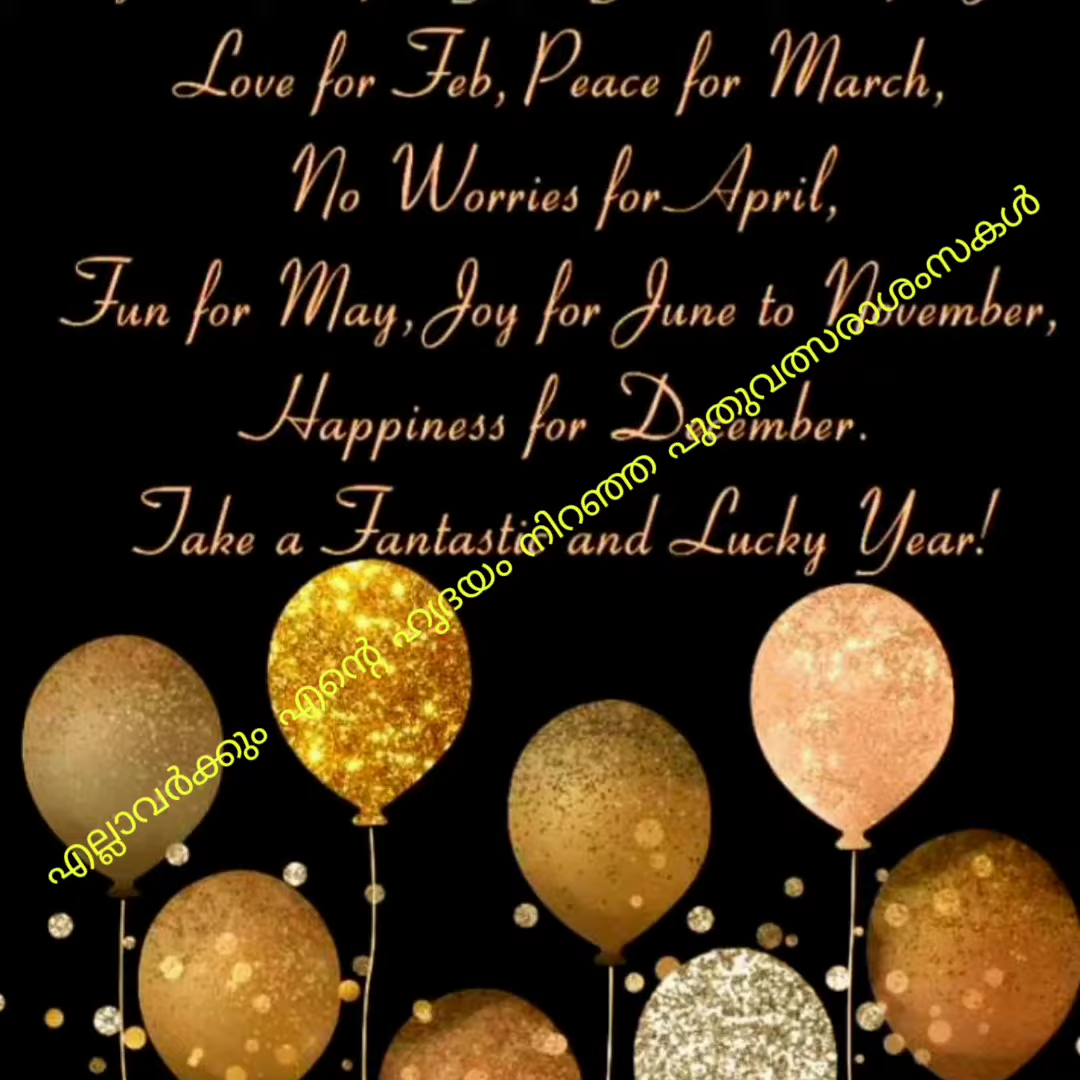 Love for Feb, Peace for March,
No Worries for April,
Fun for May, Joy for June to November,
Happiness for December.
Take a Fantastic and Lucky Year!
എല്ലാവർക്കും എന്റെ ഹൃദയം നിറഞ്ഞ പുതുവത്സരാശംസകൾ